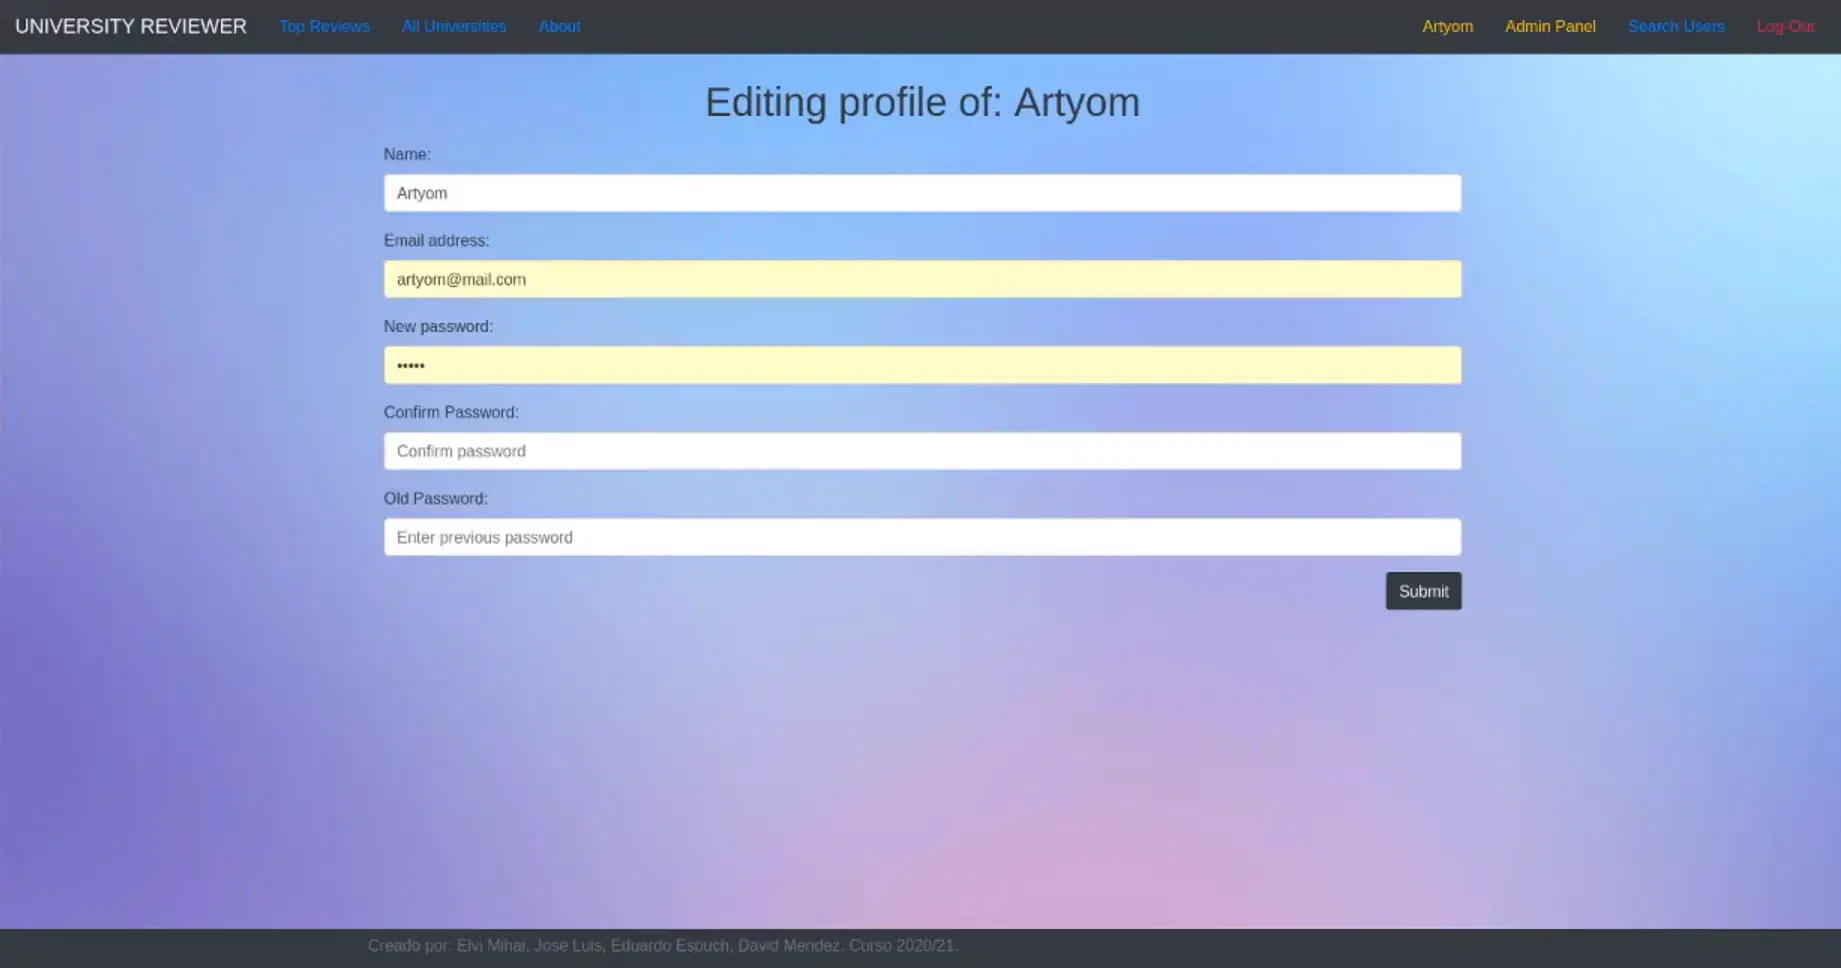 UNIVERSITY REVIEWER Top Reviews All Universities About Artyom Admin Panel Search Users Log-Out
Editing profile of: Artyom
Name:
Artyom
Email address:
artyom@mail.com
New password:
•••••
Confirm Password:
Confirm password
Old Password:
Enter previous password
Submit
Creado por: Elvi Mihai, Jose Luis, Eduardo Espuch, David Mendez. Curso 2020/21.